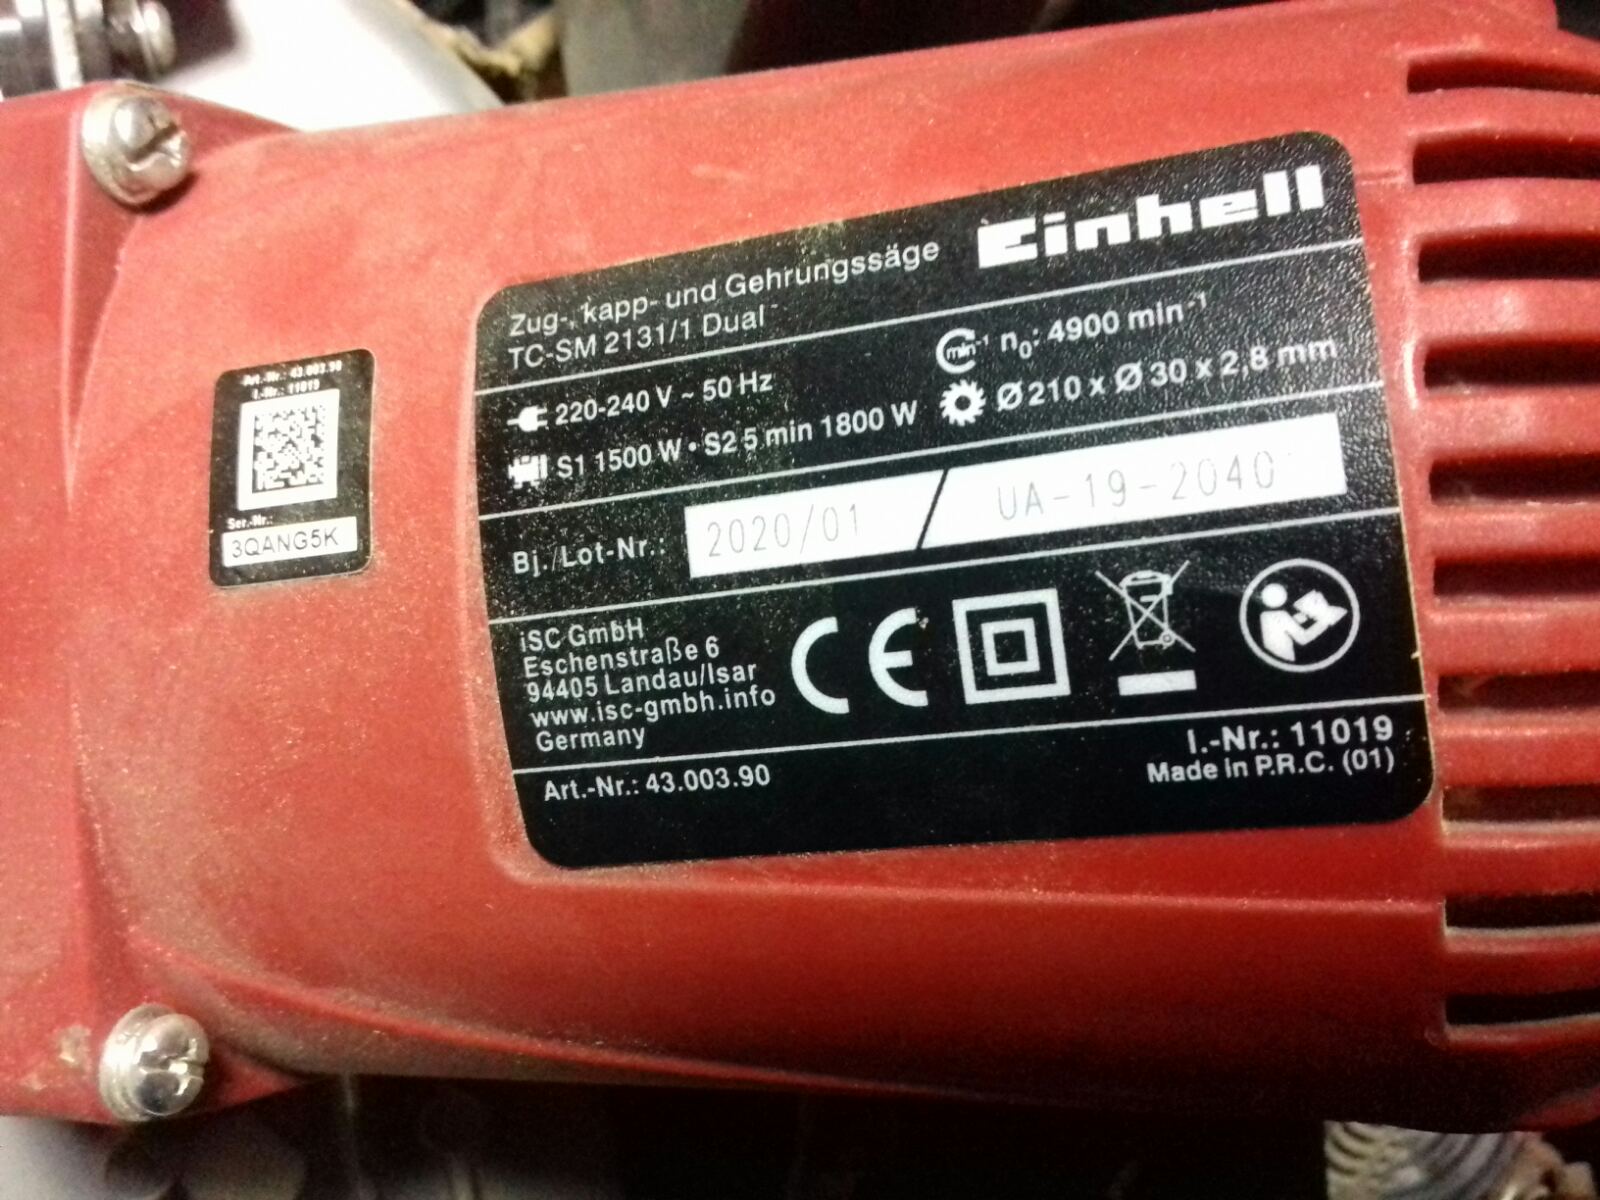 Einhell
Zug-, kapp- und Gehrungssäge
TC-SM 2131/1 Dual
220-240 V ~ 50 Hz
min⁻¹ n₀: 4900 min⁻¹
S1 1500 W • S2 5 min 1800 W
Ø 210 x Ø 30 x 2,8 mm
Bj./Lot-Nr.: 2020/01 / UA-19-2040
iSC GmbH
Eschenstraße 6
94405 Landau/Isar
www.isc-gmbh.info
Germany
CE
Art.-Nr.: 43.003.90
I.-Nr.: 11019
Made in P.R.C. (01)
Art.-Nr.: 43.003.90
I.-Nr.: 11019
Ser.-Nr.:
3QANG5K